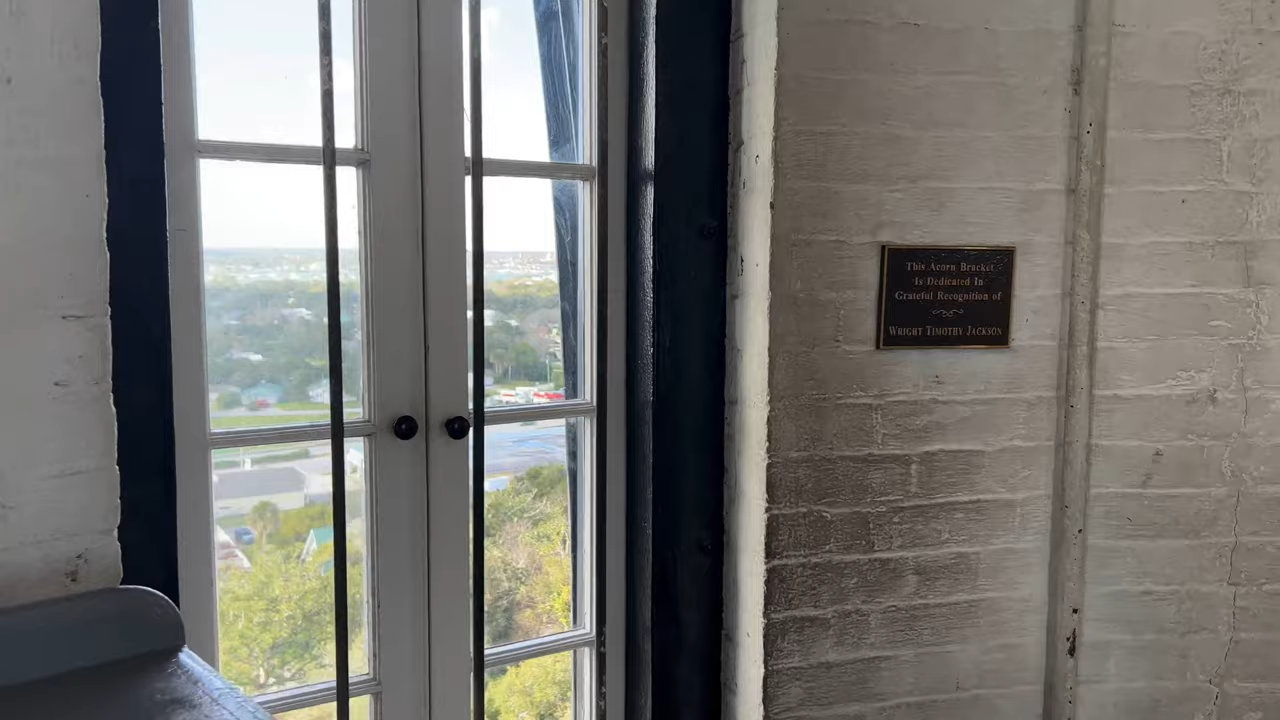 This Acorn Bracket
Is Dedicated In
Grateful Recognition of
WRIGHT TIMOTHY JACKSON